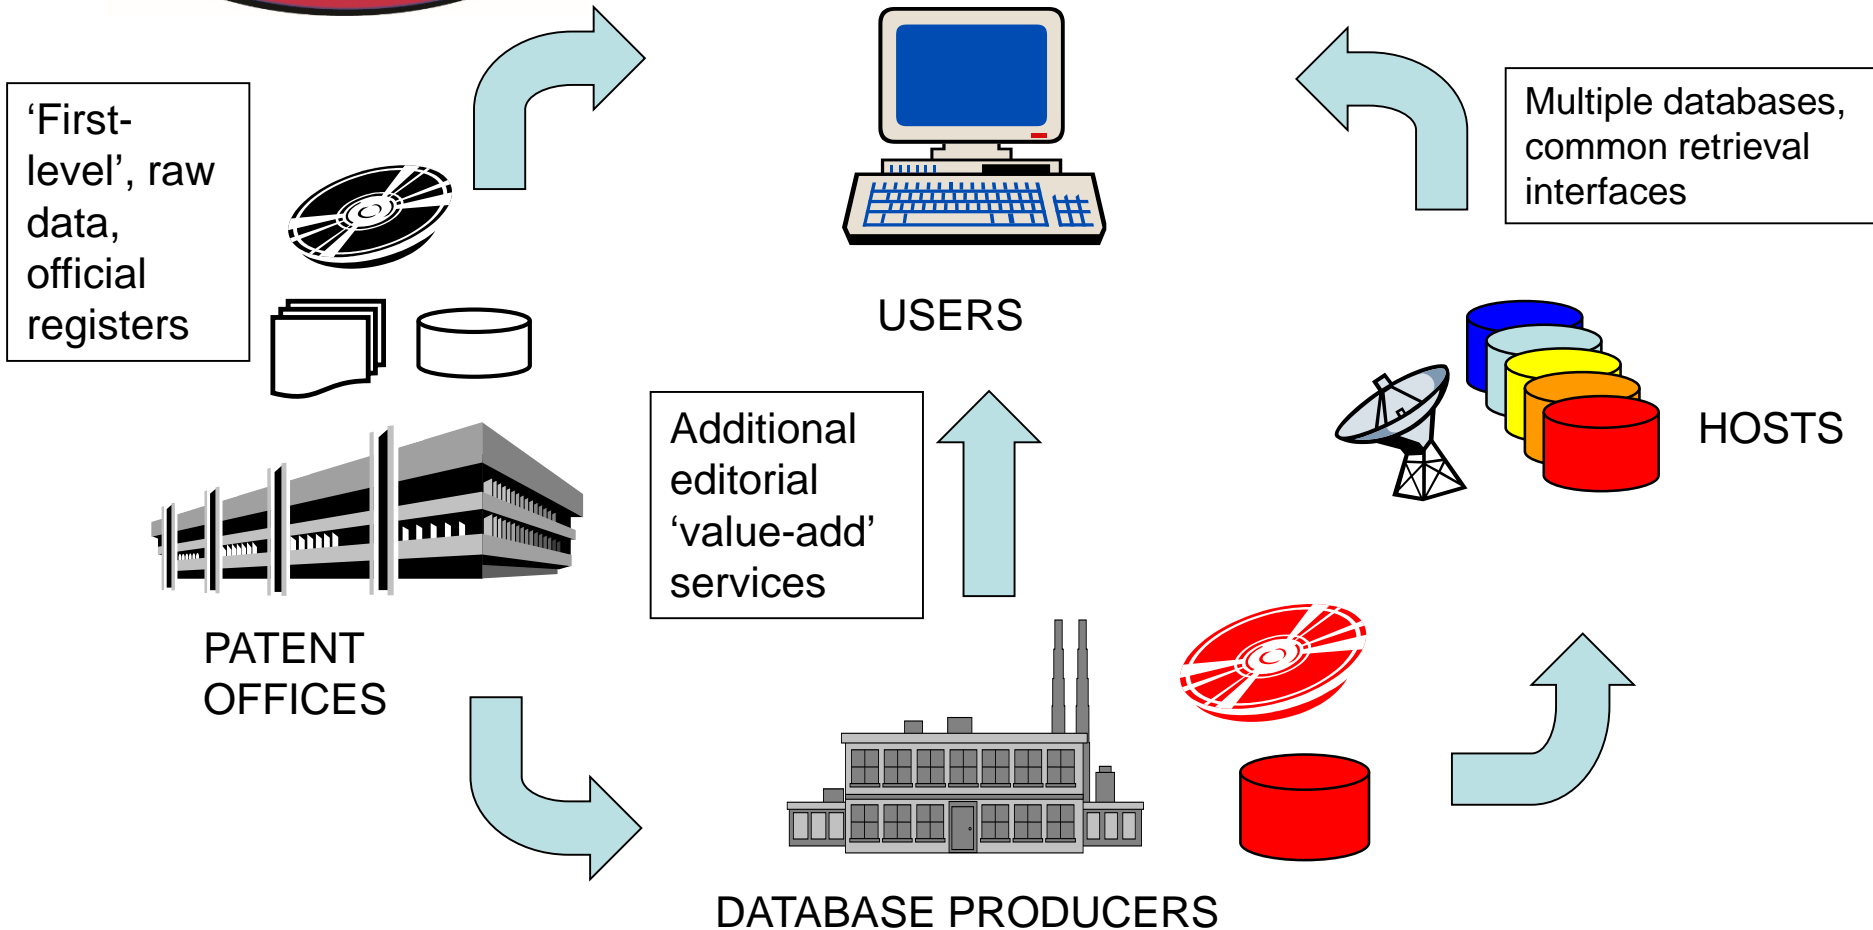 ‘First-
level’, raw
data,
official
registers
Multiple databases,
common retrieval
interfaces
USERS
HOSTS
Additional
editorial
‘value-add’
services
PATENT
OFFICES
DATABASE PRODUCERS